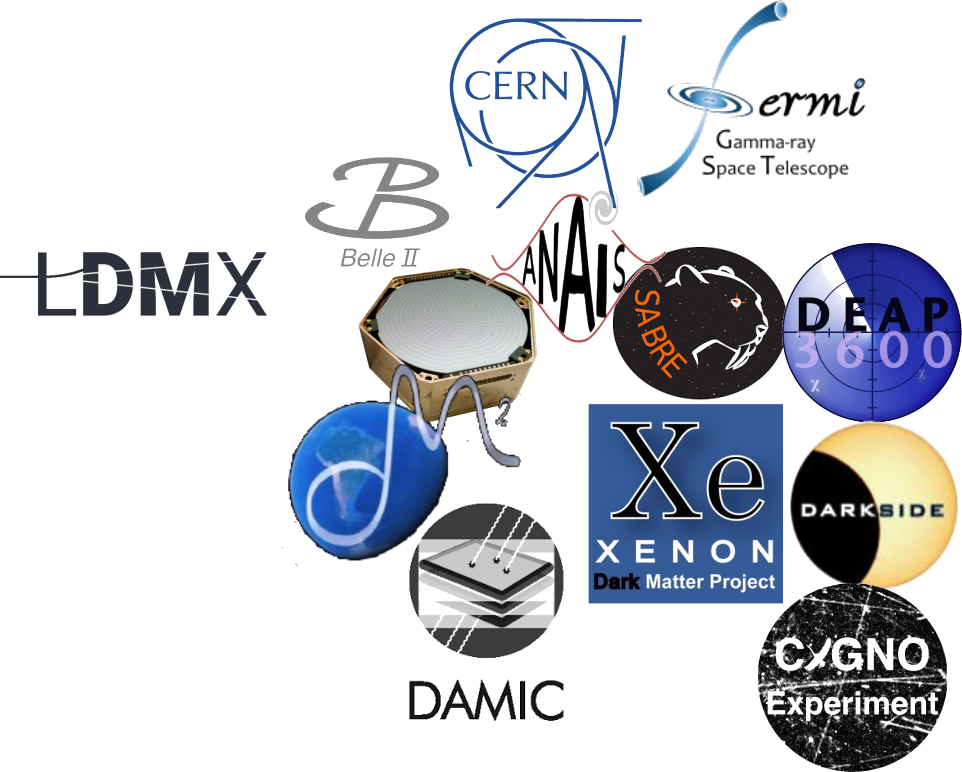 CERN
Fermi
Gamma-ray
Space Telescope
B
Belle II
LDMX
ANAIS
SABRE
DEAP
3600
χ
χ
Xe
XENON
Dark Matter Project
DARKSIDE
DAMIC
CYGNO
Experiment